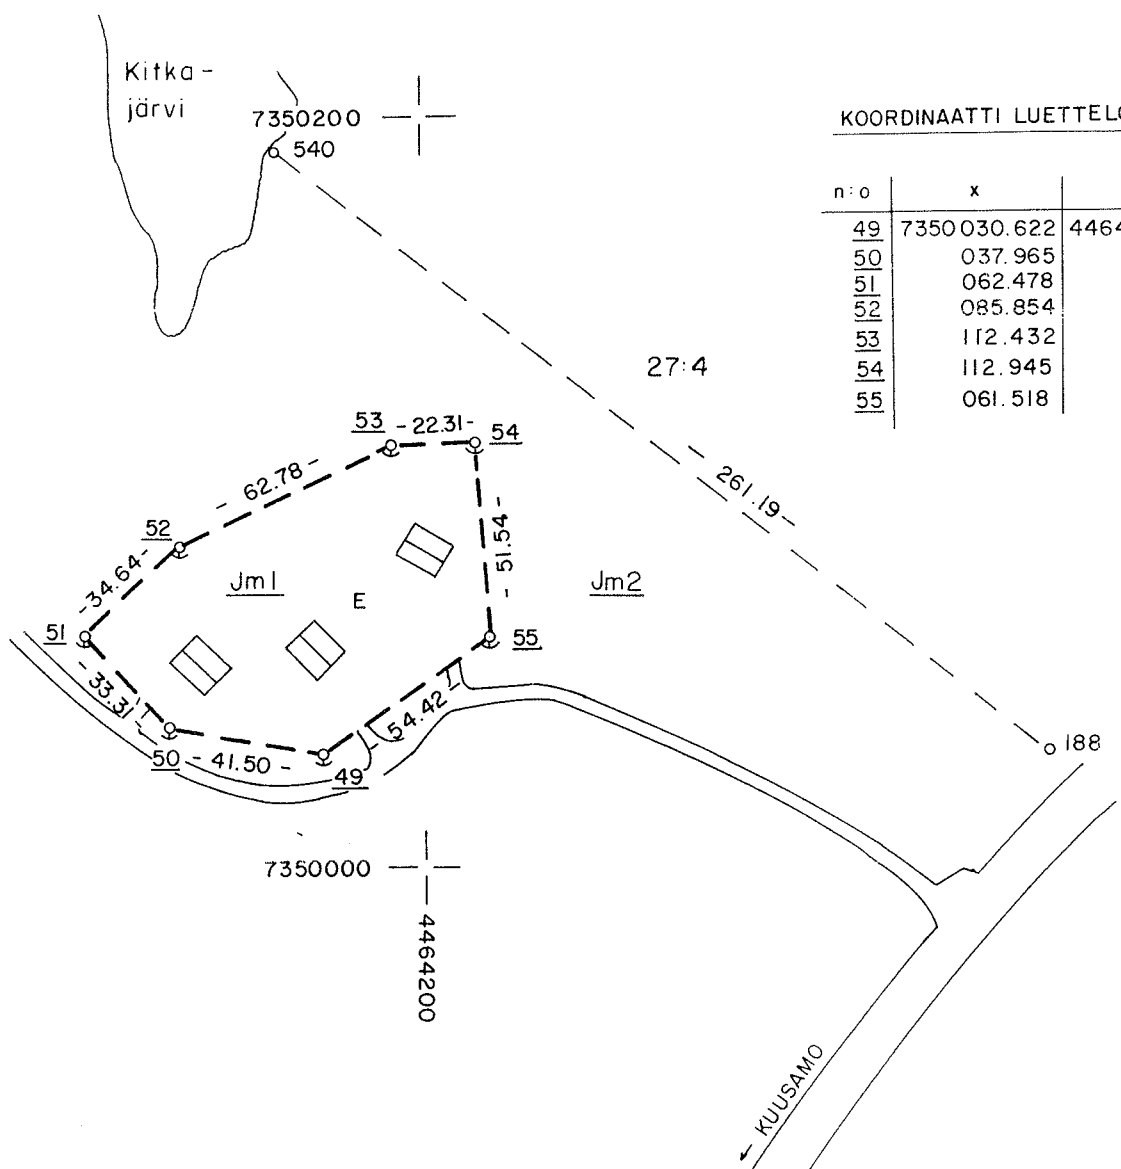 Kitka-
järvi
7350200
540
KOORDINAATTI LUETTELO
n:o x
49 7350 030.622 4464
50 037.965
51 062.478
52 085.854
53 112.432
54 112.945
55 061.518
27:4
53 -22.31- 54
- 62.78 -
- 261.19 -
52
- 51.54 -
-34.64-
Jm1
E
Jm2
51
55
- 33.31 -
- 54.42 -
50 - 41.50 - 49
188
7350000
4464200
KUUSAMO